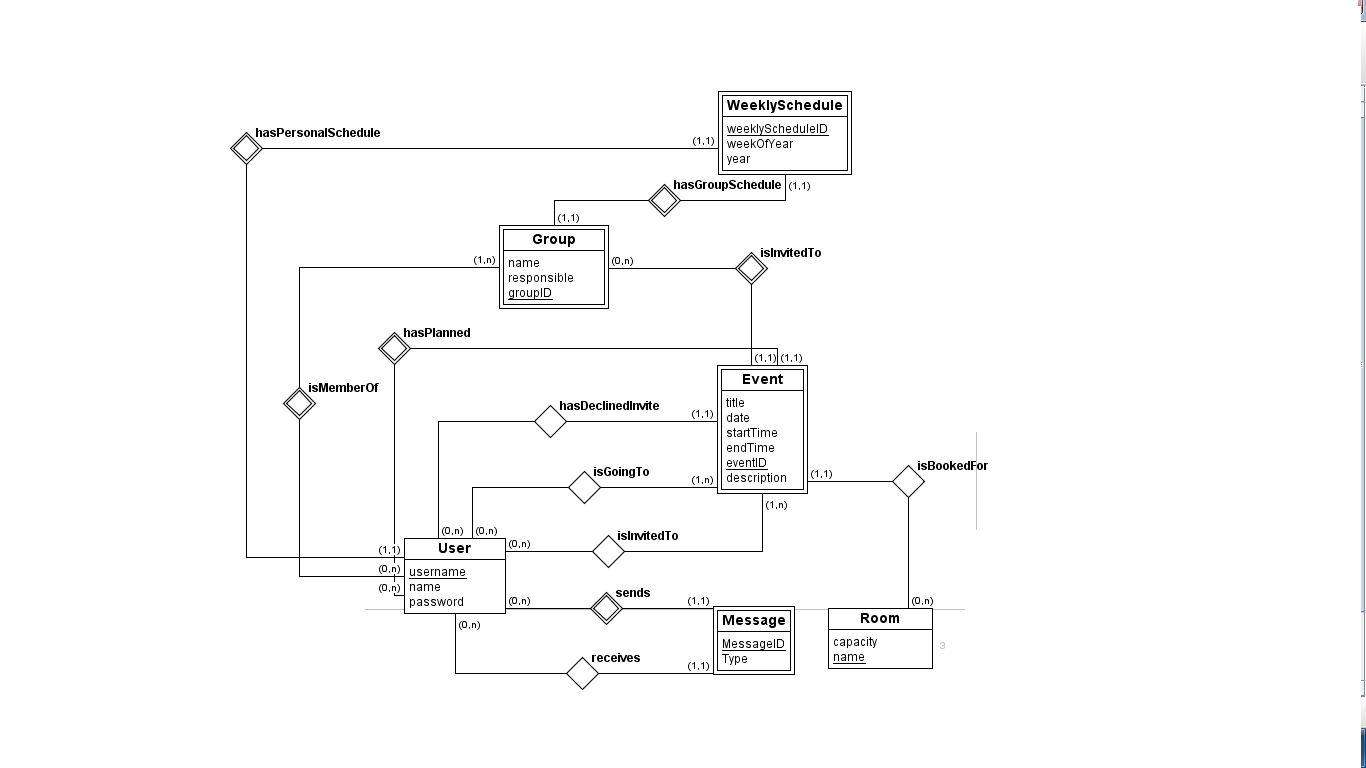 WeeklySchedule
weeklyScheduleID
weekOfYear
year
hasPersonalSchedule
(1,1)
hasGroupSchedule
(1,1)
(1,1)
Group
name
responsible
groupID
(1,n)
(0,n)
isInvitedTo
hasPlanned
(1,1)
(1,1)
isMemberOf
Event
title
date
startTime
endTime
eventID
description
hasDeclinedInvite
(1,1)
isGoingTo
(1,n)
(1,1)
isBookedFor
(1,n)
(0,n)
(0,n)
isInvitedTo
(0,n)
User
username
name
password
(1,1)
(0,n)
(0,n)
sends
(0,n)
(1,1)
Message
MessageID
Type
(0,n)
Room
capacity
name
3
(0,n)
receives
(1,1)